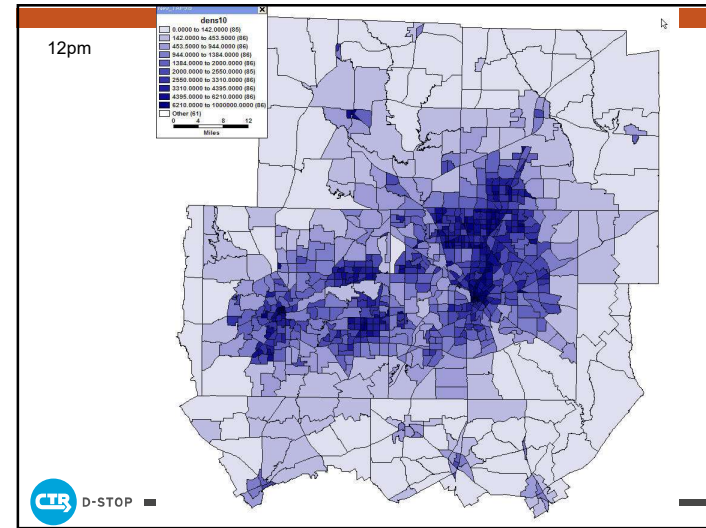 12pm
dens10
0.0000 to 142.0000 (85)
142.0000 to 453.5000 (86)
453.5000 to 944.0000 (86)
944.0000 to 1384.0000 (86)
1384.0000 to 2000.0000 (86)
2000.0000 to 2550.0000 (85)
2550.0000 to 3310.0000 (86)
3310.0000 to 4395.0000 (86)
4395.0000 to 6210.0000 (86)
6210.0000 to 1000000.0000 (86)
Other (61)
0 4 8 12
Miles
CTR D-STOP